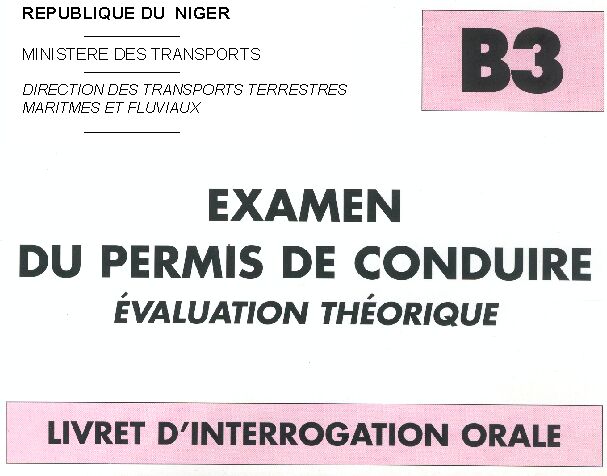 REPUBLIQUE DU NIGER
MINISTERE DES TRANSPORTS
DIRECTION DES TRANSPORTS TERRESTRES
MARITMES ET FLUVIAUX
B3
EXAMEN
DU PERMIS DE CONDUIRE
ÉVALUATION THÉORIQUE
LIVRET D'INTERROGATION ORALE